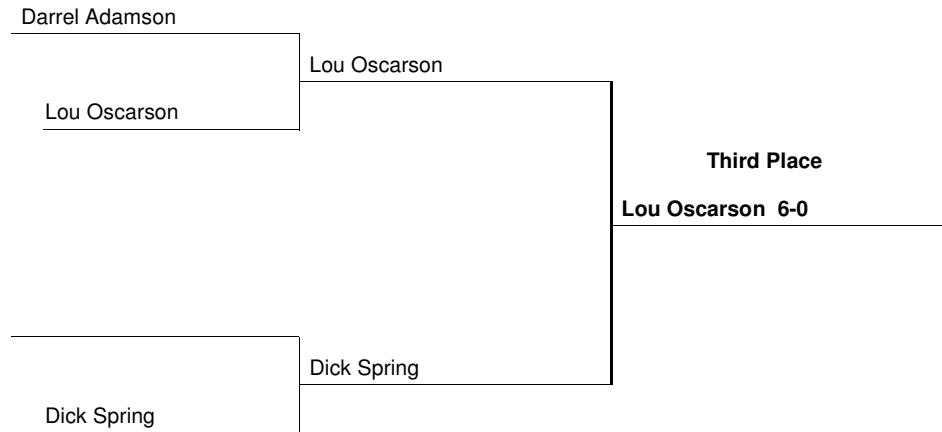 Darrel Adamson
Lou Oscarson
Lou Oscarson
Third Place
Lou Oscarson 6-0
Dick Spring
Dick Spring